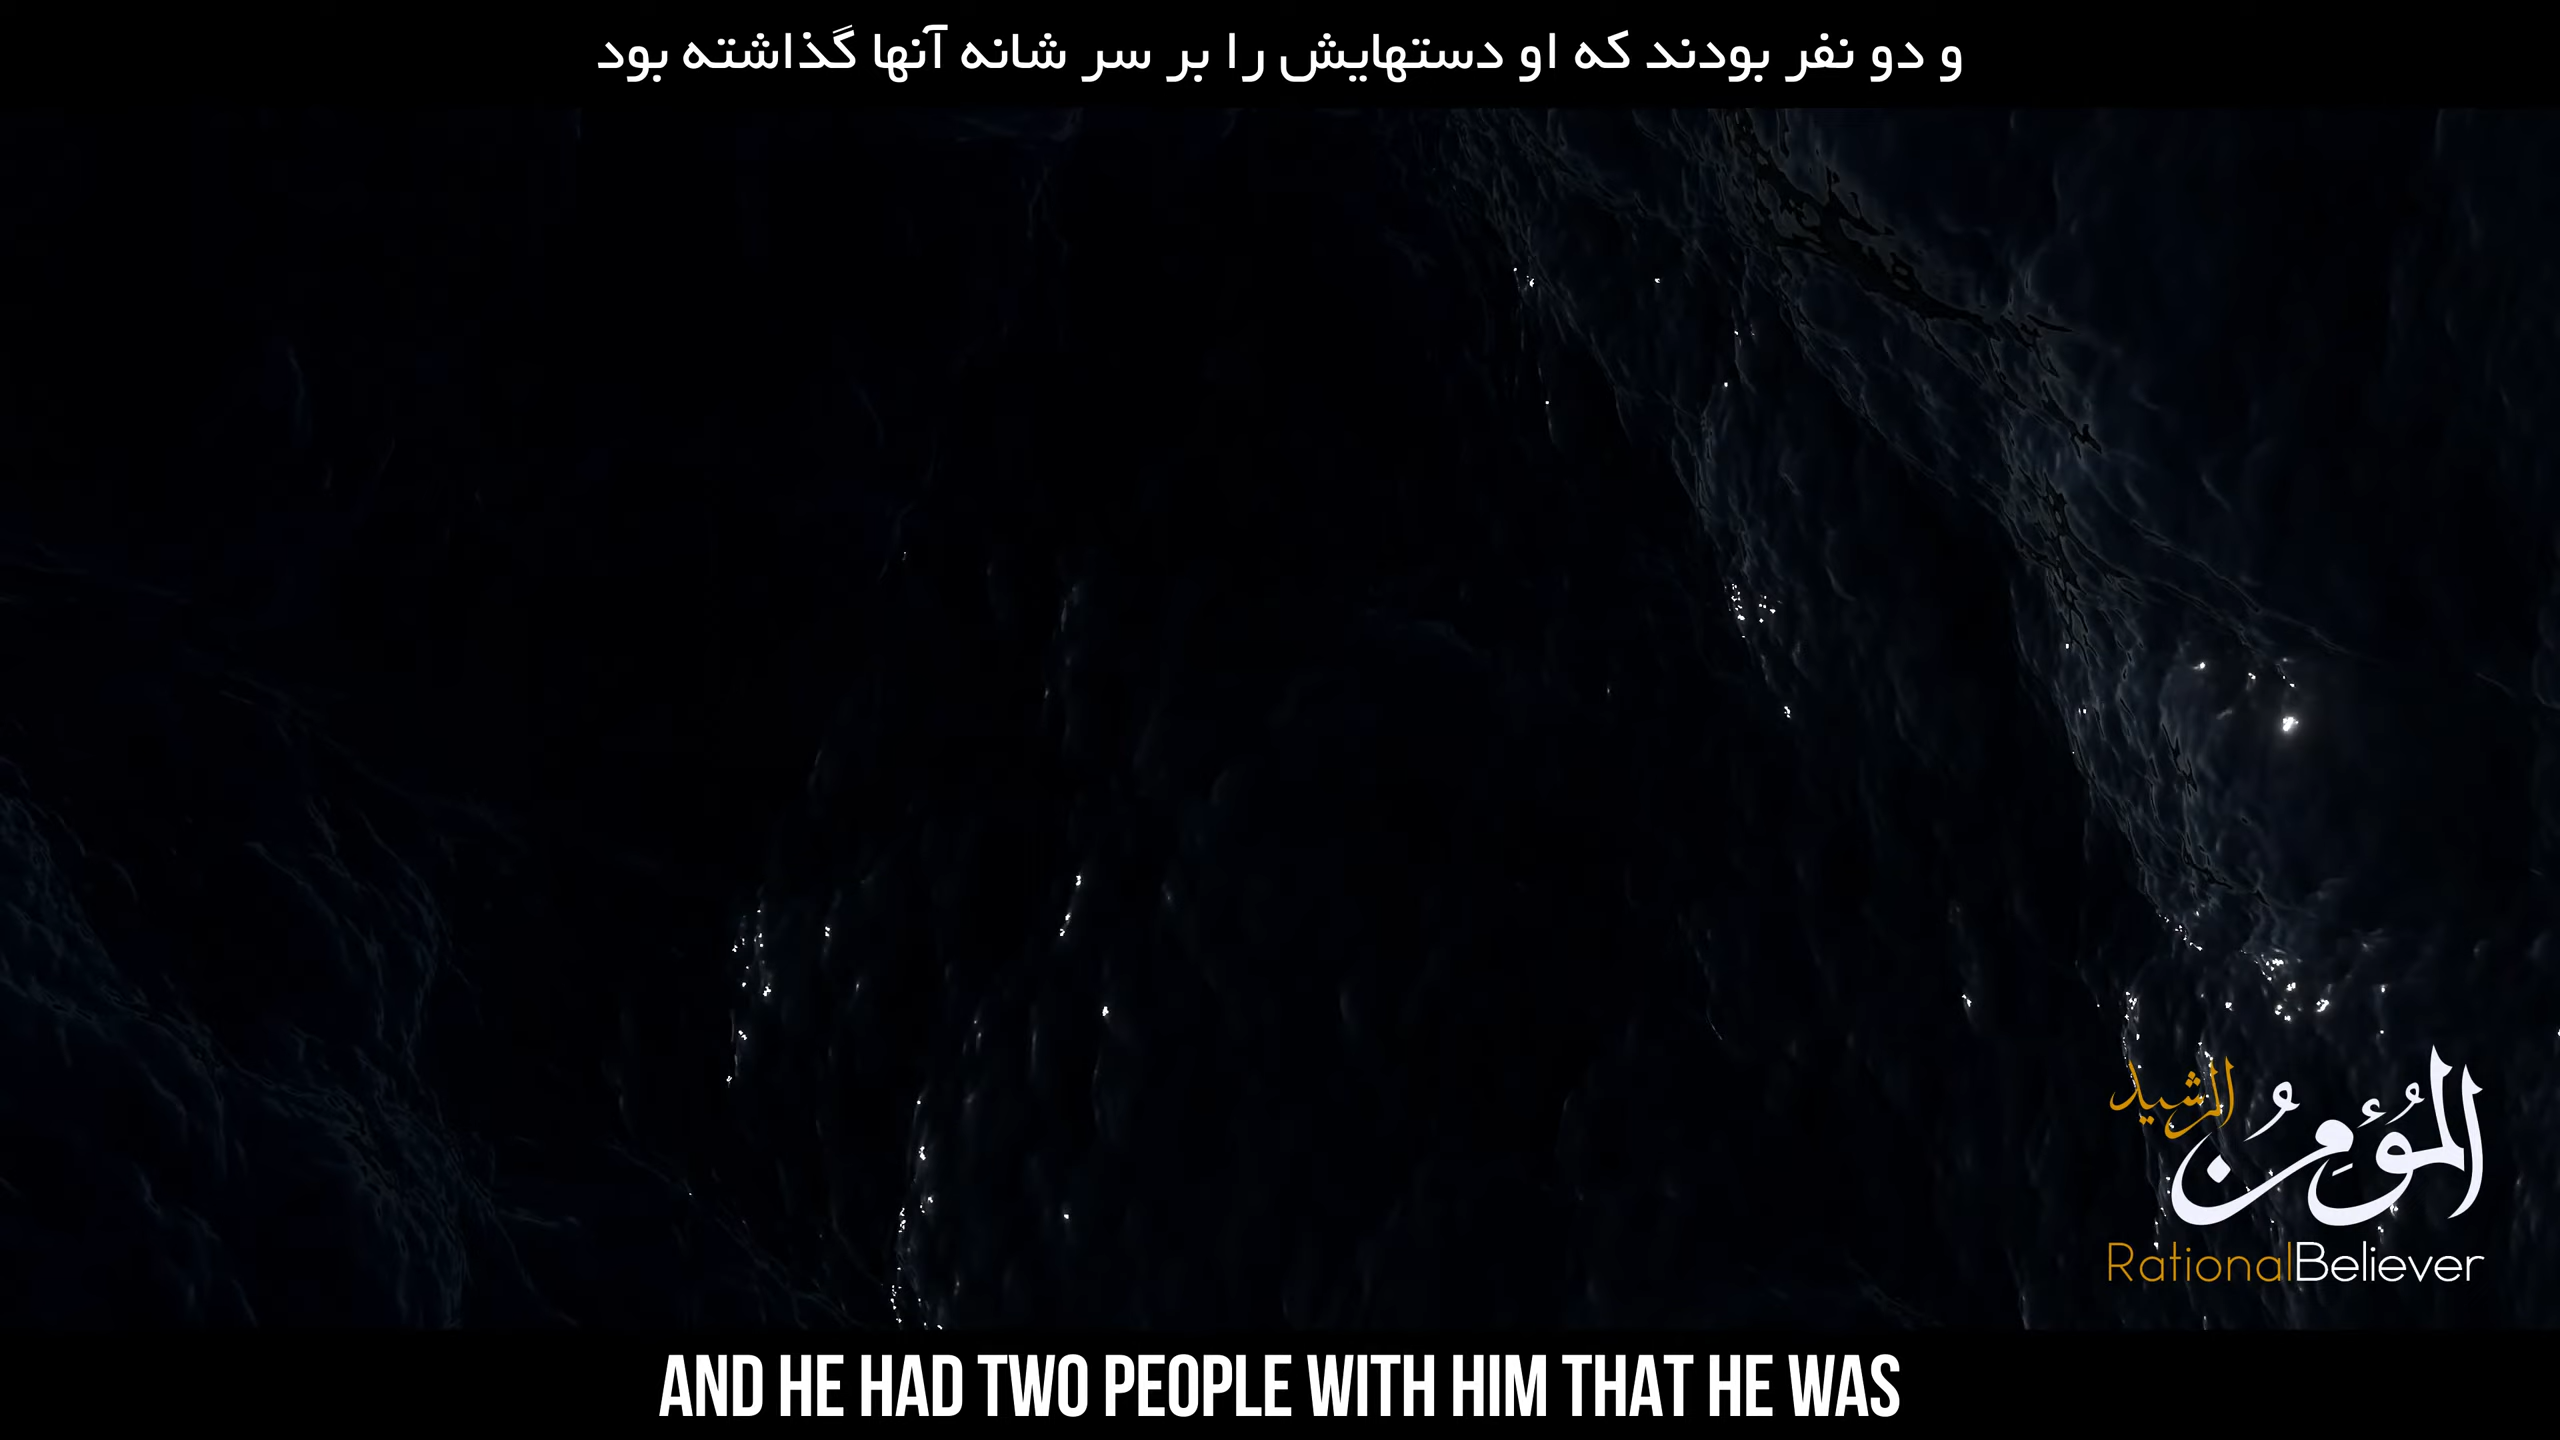 و دو نفر بودند که او دستهایش را بر سر شانه آنها گذاشته بود
المؤمن الرشيد
RationalBeliever
AND HE HAD TWO PEOPLE WITH HIM THAT HE WAS